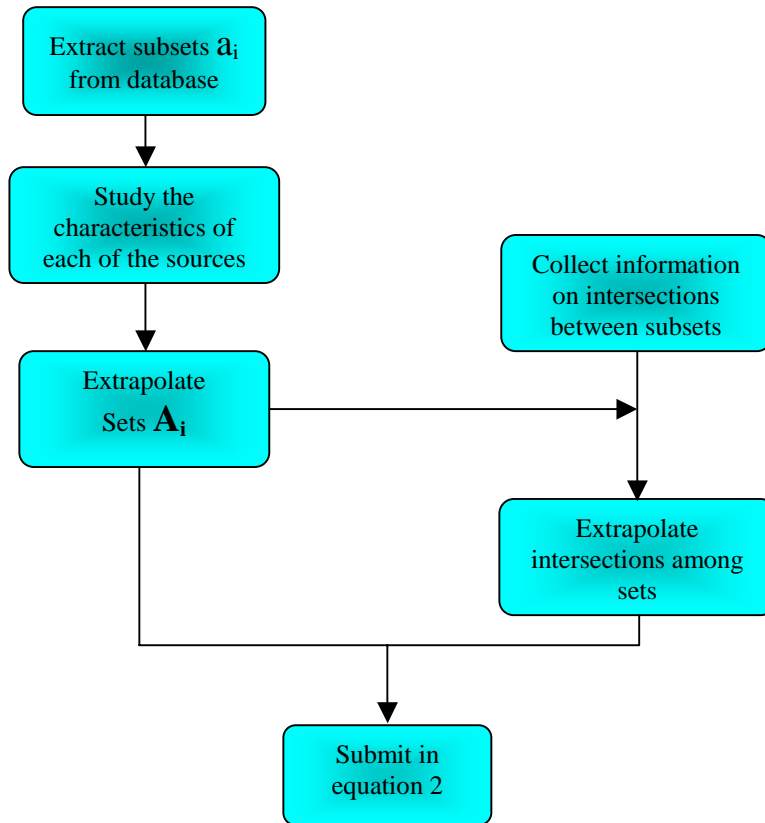 Extract subsets aᵢ
from database
Study the
characteristics of
each of the sources
Collect information
on intersections
between subsets
Extrapolate
Sets Aᵢ
Extrapolate
intersections among
sets
Submit in
equation 2